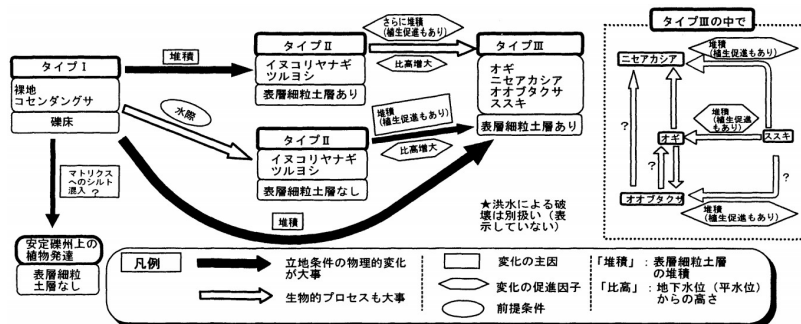 タイプⅠ
裸地
コセンダングサ
礫床
堆積
水際
マトリクス
へのシルト
混入 ?
安定礫州上の
植物発達
表層細粒
土層なし
タイプⅡ
イヌコリヤナギ
ツルヨシ
表層細粒土層あり
タイプⅡ
イヌコリヤナギ
ツルヨシ
表層細粒土層なし
さらに堆積
(植生促進もあり)
比高増大
堆積
(植生促進もあり)
比高増大
堆積
タイプⅢ
オギ
ニセアカシア
オオブタクサ
ススキ
表層細粒土層あり
★洪水による破
壊は別扱い(表
示していない)
タイプⅢの中で
ニセアカシア
堆積
(植生促進もあり)
?
オギ
堆積
(植生促進
もあり)
ススキ
?
?
オオブタクサ
堆積
(植生促進もあり)
凡例
立地条件の物理的変化
が大事
生物的プロセスも大事
変化の主因
変化の促進因子
前提条件
「堆積」:表層細粒土層
の堆積
「比高」:地下水位(平水位)
からの高さ